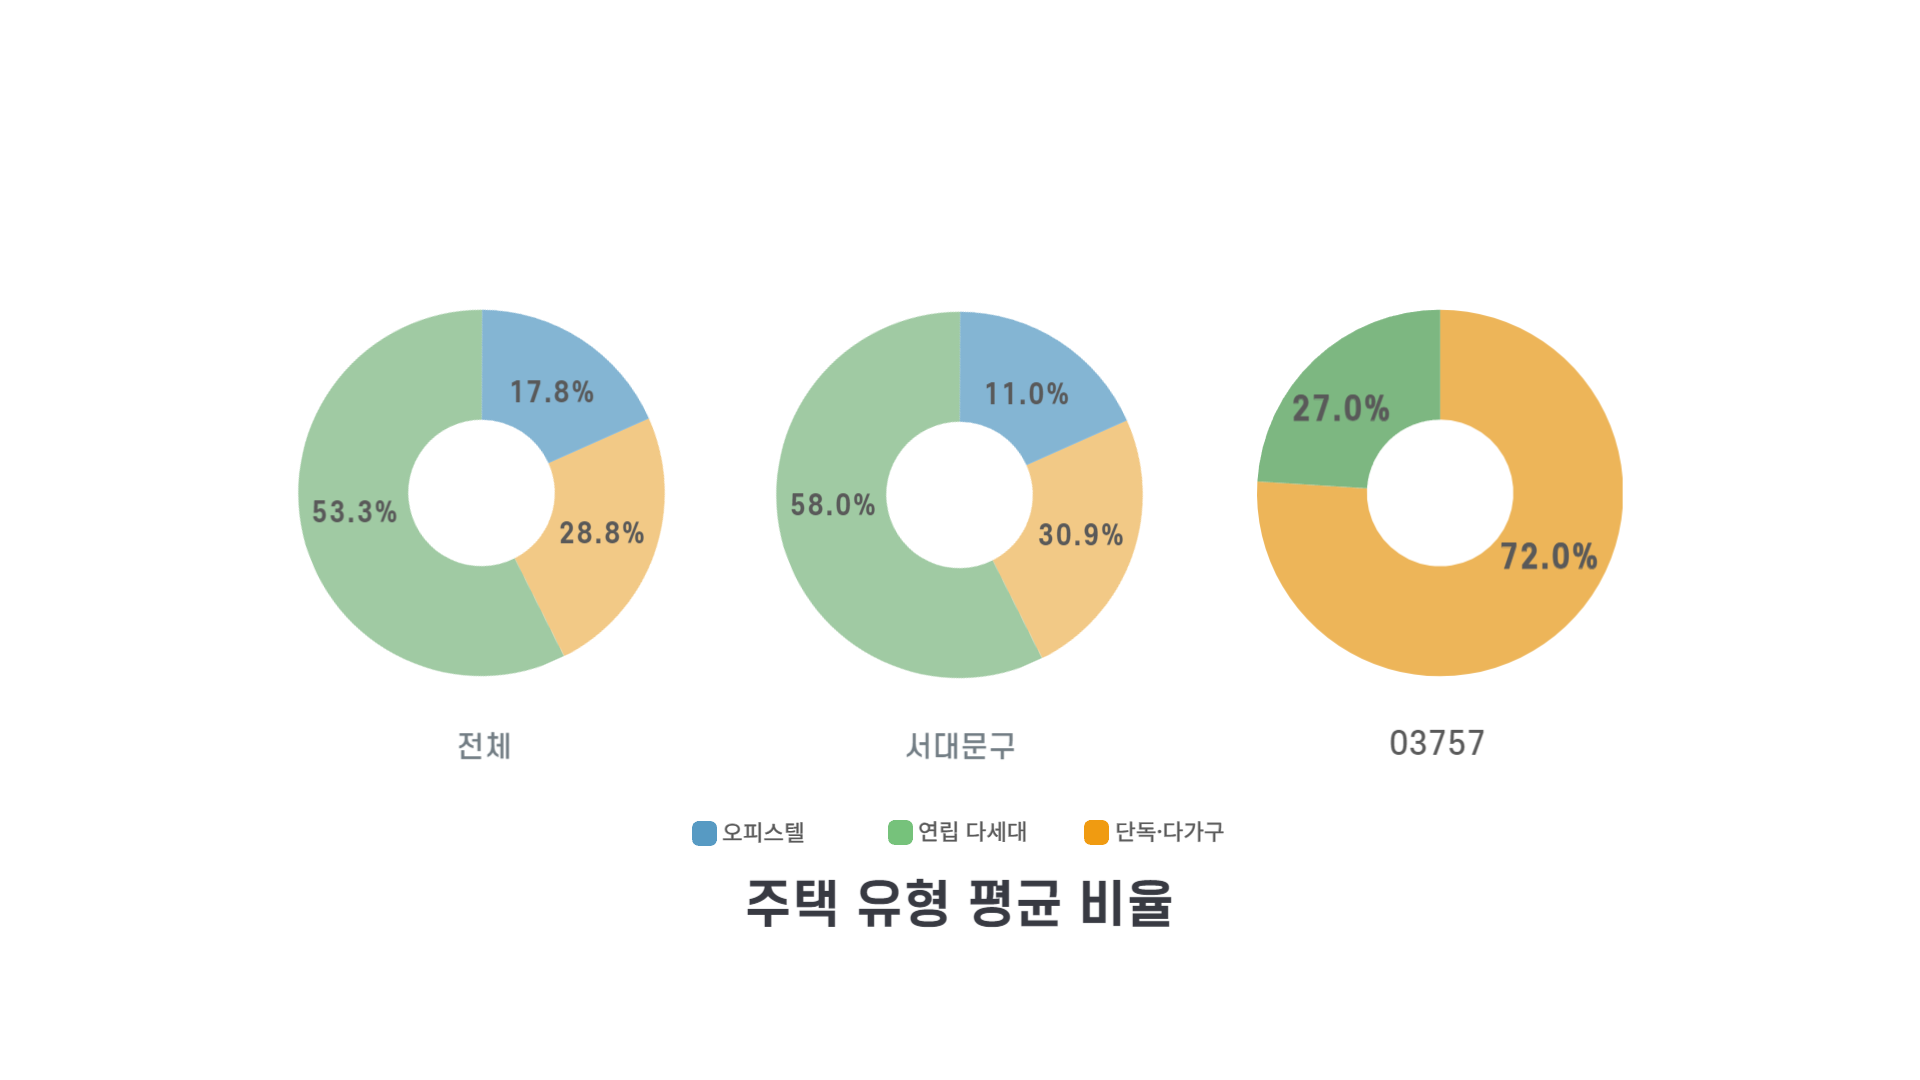 17.8%
53.3%
28.8%
전체
11.0%
58.0%
30.9%
서대문구
27.0%
72.0%
03757
오피스텔
연립 다세대
단독·다가구
주택 유형 평균 비율